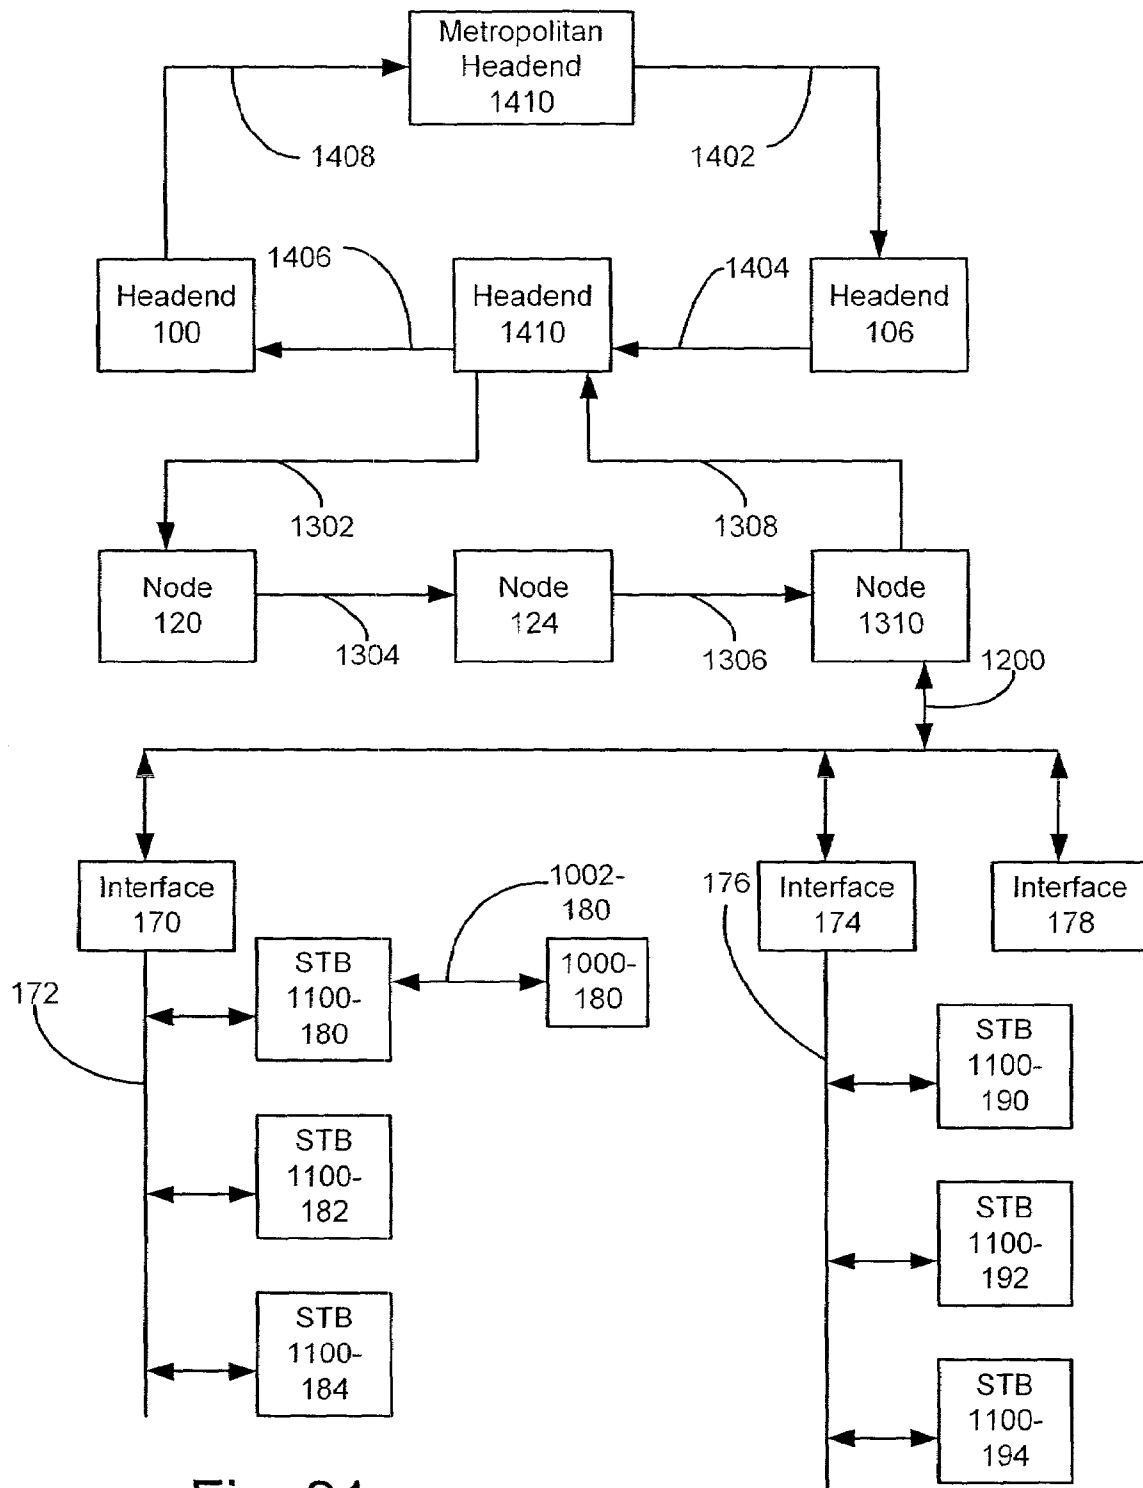 Metropolitan
Headend
1410
1408
1402
1406
1404
Headend
100
Headend
1410
Headend
106
1302
1308
Node
120
Node
124
Node
1310
1304
1306
1200
Interface
170
1002-
180
176
Interface
174
Interface
178
STB
1100-
180
1000-
180
172
STB
1100-
190
STB
1100-
182
STB
1100-
192
STB
1100-
184
STB
1100-
194